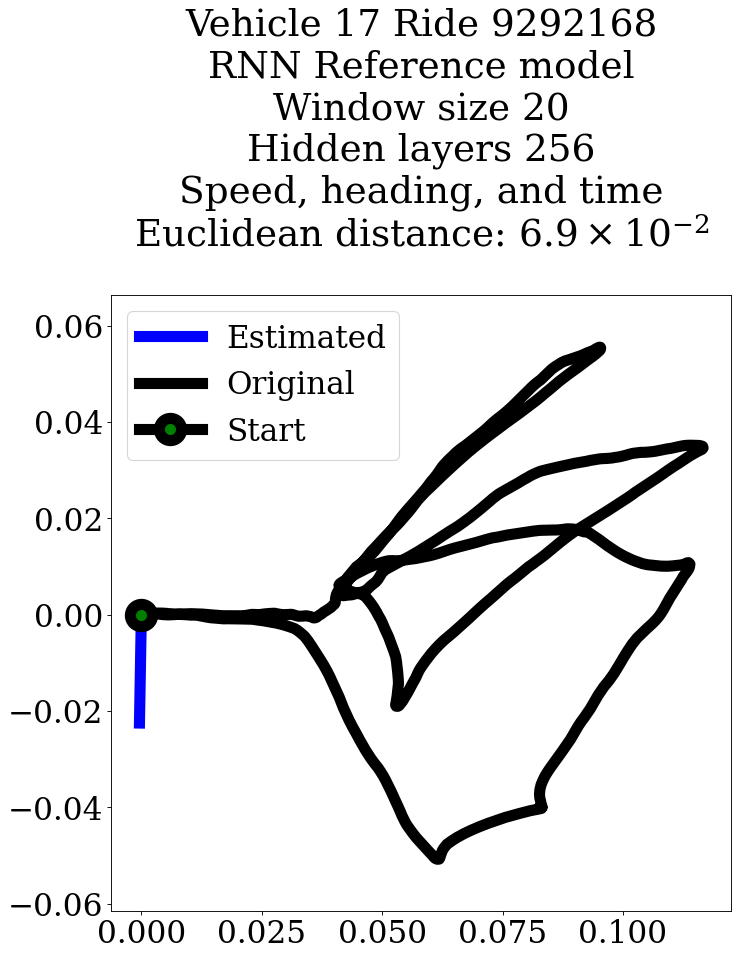 Vehicle 17 Ride 9292168
RNN Reference model
Window size 20
Hidden layers 256
Speed, heading, and time
Euclidean distance: 6.9 × 10⁻²
Estimated
Original
Start
0.06
0.04
0.02
0.00
−0.02
−0.04
−0.06
0.000 0.025 0.050 0.075 0.100